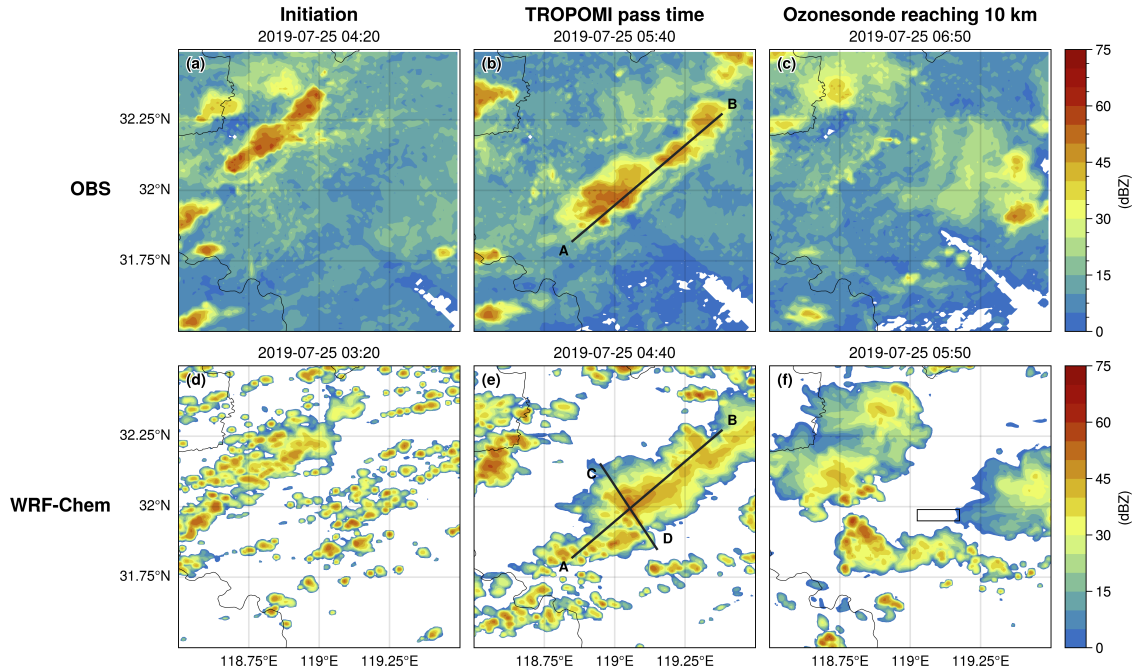 Initiation
TROPOMI pass time
Ozonesonde reaching 10 km
2019-07-25 04:20
2019-07-25 05:40
2019-07-25 06:50
(a)
(b)
(c)
OBS
32.25°N
32°N
31.75°N
A
B
75
60
45
30
15
0
(dBZ)
2019-07-25 03:20
2019-07-25 04:40
2019-07-25 05:50
(d)
(e)
(f)
WRF-Chem
32.25°N
32°N
31.75°N
A
B
C
D
75
60
45
30
15
0
(dBZ)
118.75°E 119°E 119.25°E
118.75°E 119°E 119.25°E
118.75°E 119°E 119.25°E